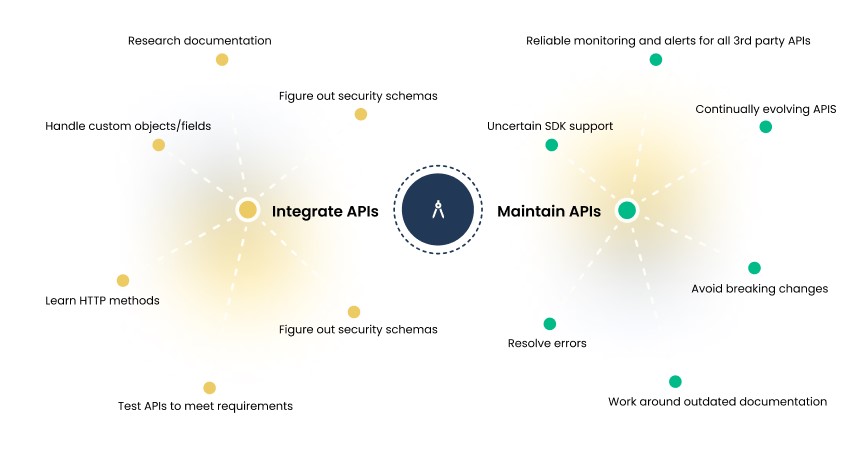 Research documentation
Figure out security schemas
Handle custom objects/fields
Integrate APIs
Learn HTTP methods
Figure out security schemas
Test APIs to meet requirements
Reliable monitoring and alerts for all 3rd party APIs
Continually evolving APIS
Uncertain SDK support
Maintain APIs
Avoid breaking changes
Resolve errors
Work around outdated documentation